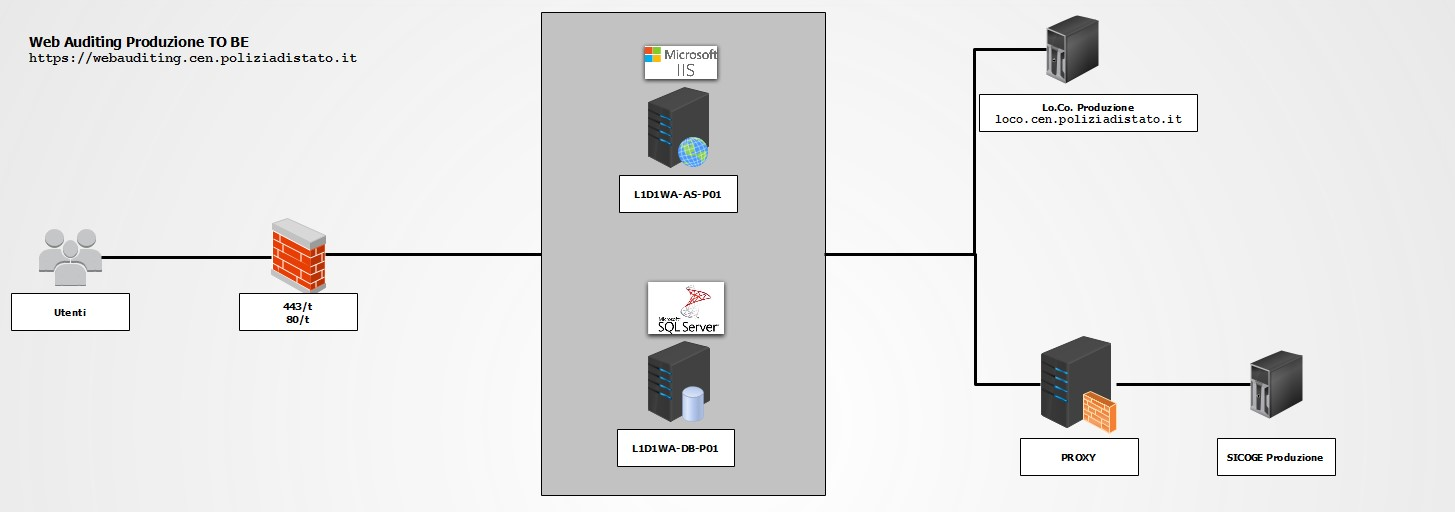 Web Auditing Produzione TO BE
https://webauditing.cen.poliziadistato.it
Microsoft
IIS
L1D1WA-AS-P01
Lo.Co. Produzione
loco.cen.poliziadistato.it
Utenti
443/t
80/t
Microsoft
SQL Server
L1D1WA-DB-P01
PROXY
SICOGE Produzione